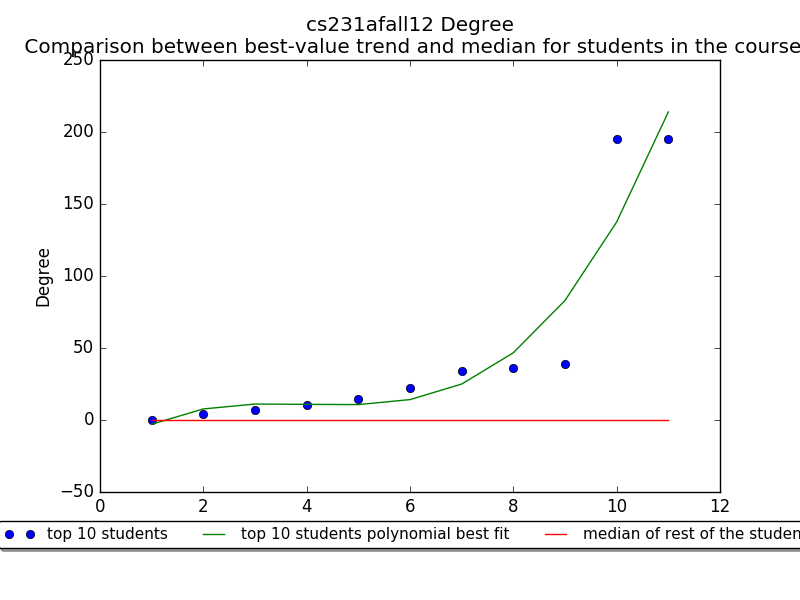 cs231afall12 Degree
Comparison between best-value trend and median for students in the course
250
200
150
100
50
0
−50
Degree
0 2 4 6 8 10 12
top 10 students top 10 students polynomial best fit median of rest of the studen